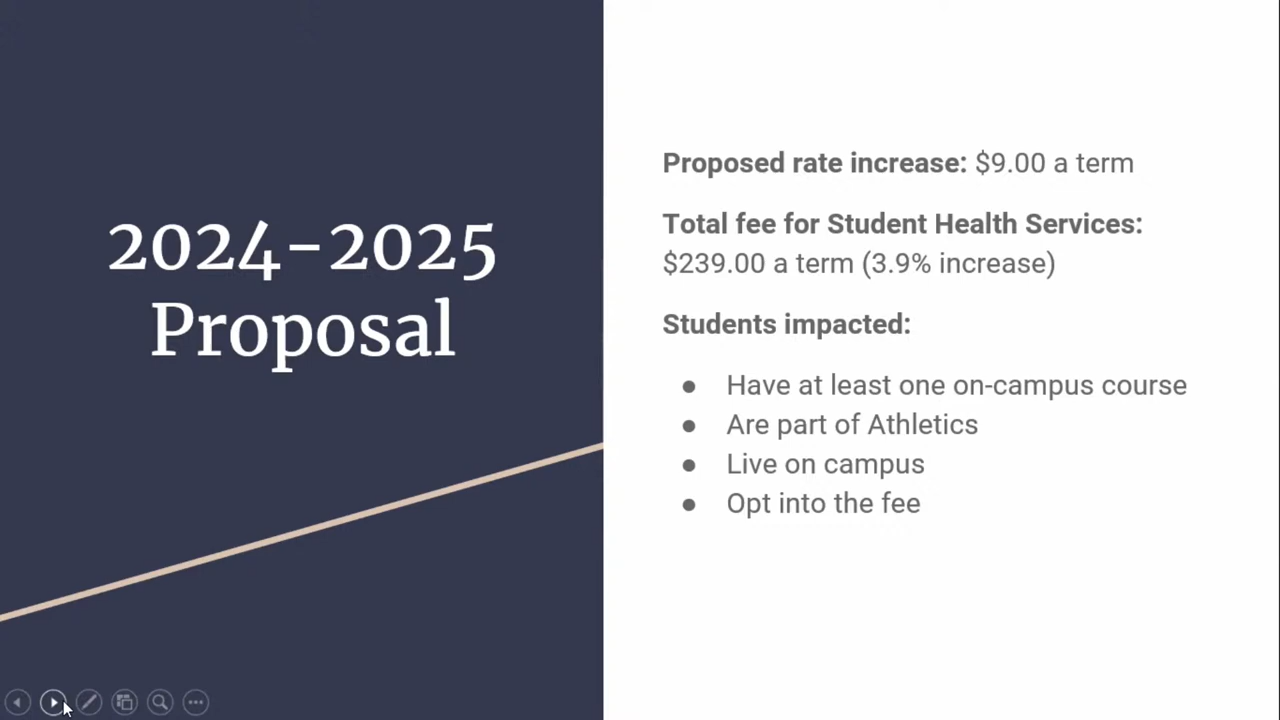 2024-2025
Proposal
Proposed rate increase: $9.00 a term
Total fee for Student Health Services:
$239.00 a term (3.9% increase)
Students impacted:
● Have at least one on-campus course
● Are part of Athletics
● Live on campus
● Opt into the fee